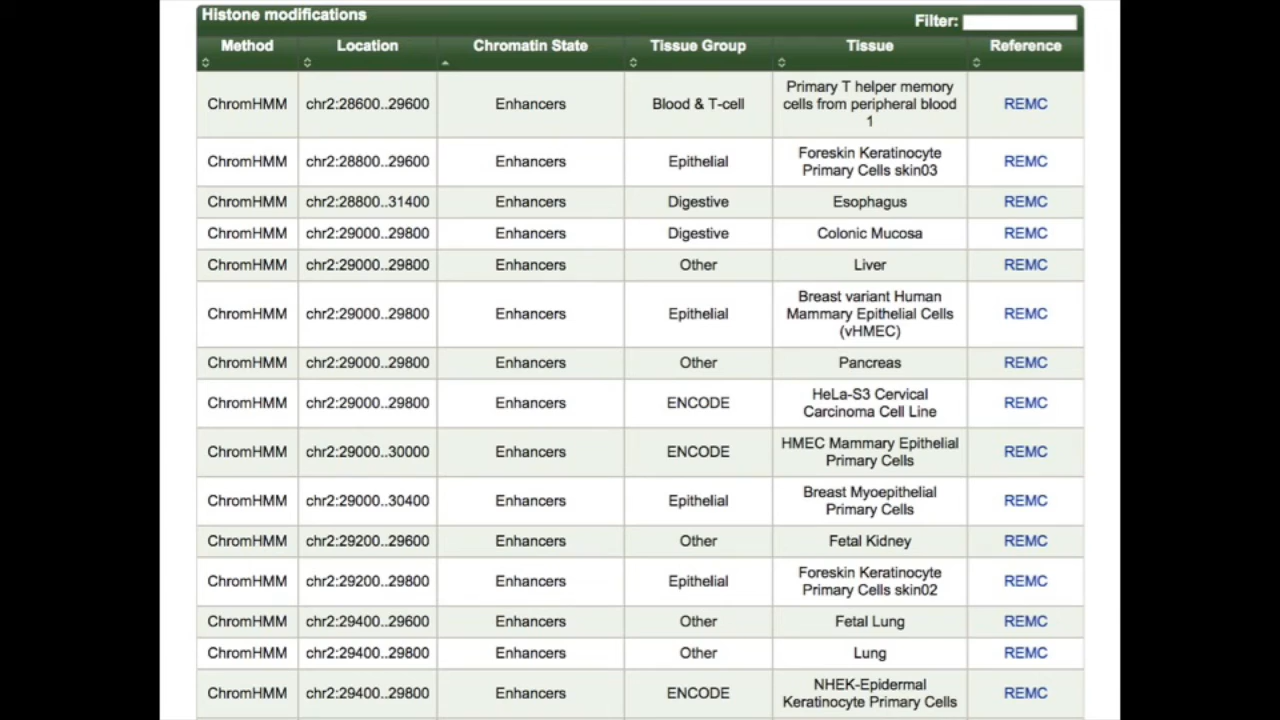 Histone modifications
Filter:
Method Location Chromatin State Tissue Group Tissue Reference
ChromHMM chr2:28600..29600 Enhancers Blood & T-cell Primary T helper memory cells from peripheral blood 1 REMC
ChromHMM chr2:28800..29600 Enhancers Epithelial Foreskin Keratinocyte Primary Cells skin03 REMC
ChromHMM chr2:28800..31400 Enhancers Digestive Esophagus REMC
ChromHMM chr2:29000..29800 Enhancers Digestive Colonic Mucosa REMC
ChromHMM chr2:29000..29800 Enhancers Other Liver REMC
ChromHMM chr2:29000..29800 Enhancers Epithelial Breast variant Human Mammary Epithelial Cells (vHMEC) REMC
ChromHMM chr2:29000..29800 Enhancers Other Pancreas REMC
ChromHMM chr2:29000..29800 Enhancers ENCODE HeLa-S3 Cervical Carcinoma Cell Line REMC
ChromHMM chr2:29000..30000 Enhancers ENCODE HMEC Mammary Epithelial Primary Cells REMC
ChromHMM chr2:29000..30400 Enhancers Epithelial Breast Myoepithelial Primary Cells REMC
ChromHMM chr2:29200..29600 Enhancers Other Fetal Kidney REMC
ChromHMM chr2:29200..29800 Enhancers Epithelial Foreskin Keratinocyte Primary Cells skin02 REMC
ChromHMM chr2:29400..29600 Enhancers Other Fetal Lung REMC
ChromHMM chr2:29400..29800 Enhancers Other Lung REMC
ChromHMM chr2:29400..29800 Enhancers ENCODE NHEK-Epidermal Keratinocyte Primary Cells REMC